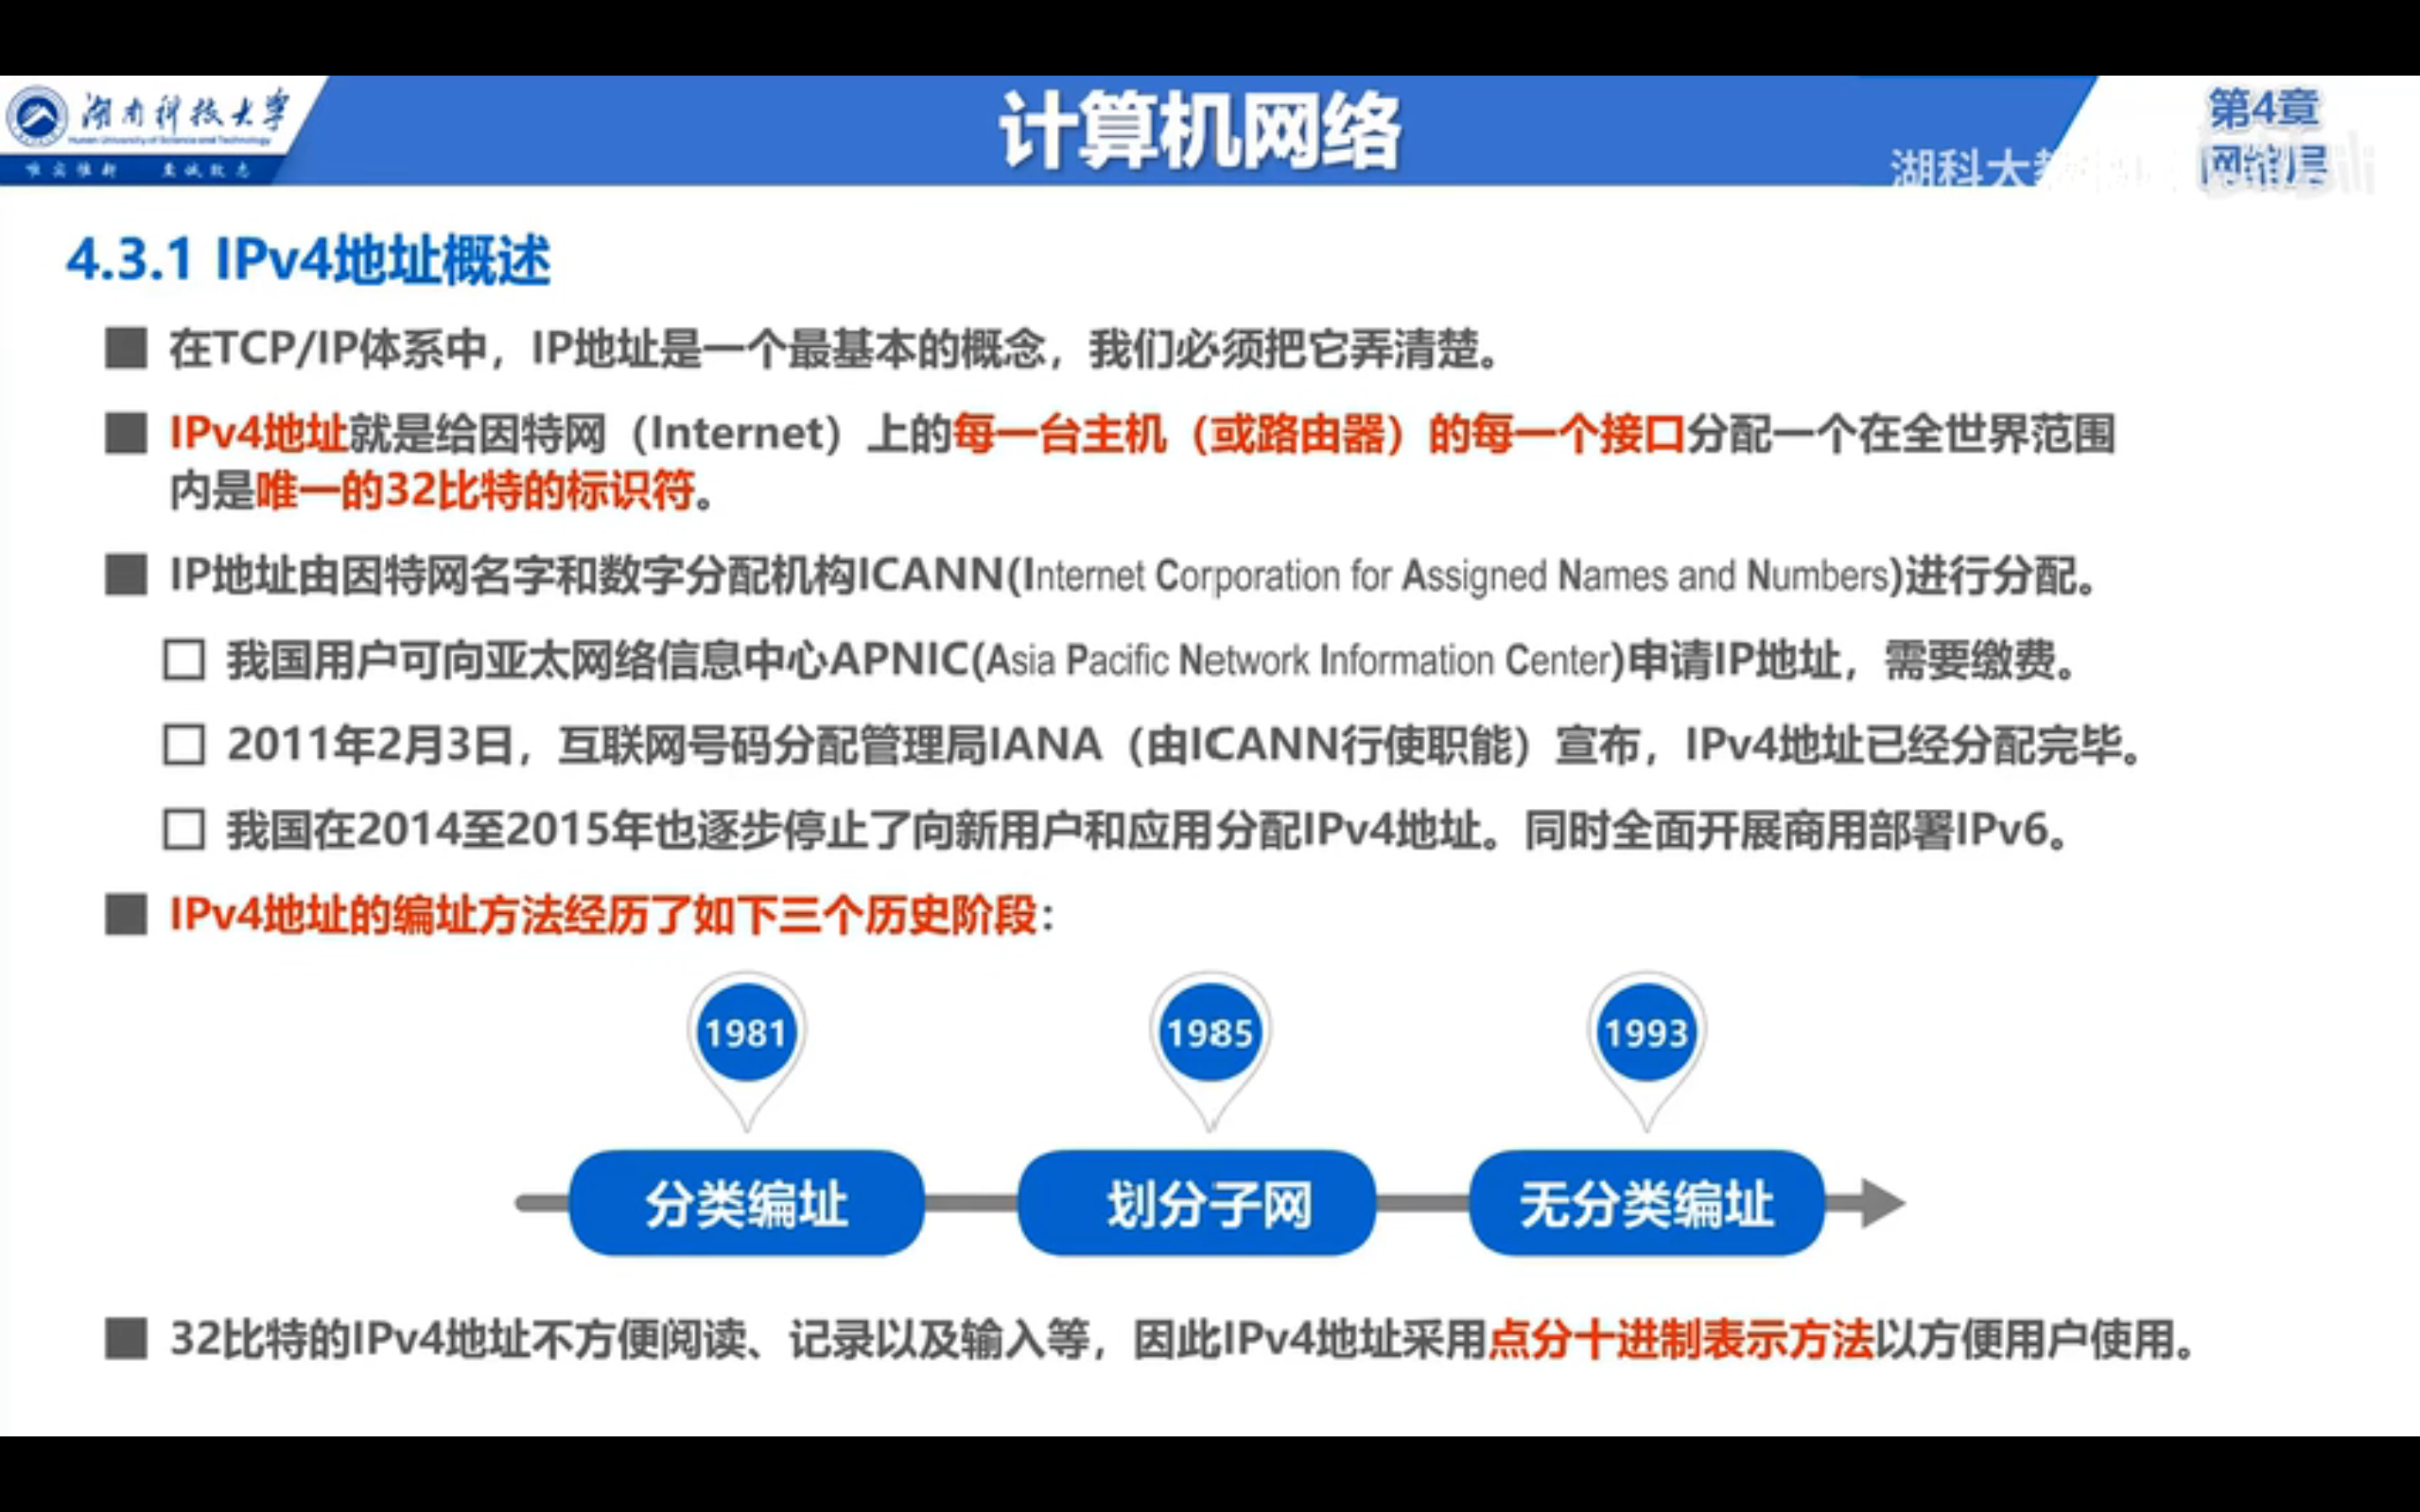 湖南科技大学
Hunan University of Science and Technology
唯实惟新 至诚致志
计算机网络
第4章
网络层
湖科大教
4.3.1 IPv4地址概述
在TCP/IP体系中，IP地址是一个最基本的概念，我们必须把它弄清楚。
IPv4地址就是给因特网（Internet）上的每一台主机（或路由器）的每一个接口分配一个在全世界范围
内是唯一的32比特的标识符。
IP地址由因特网名字和数字分配机构ICANN(Internet Corporation for Assigned Names and Numbers)进行分配。
我国用户可向亚太网络信息中心APNIC(Asia Pacific Network Information Center)申请IP地址，需要缴费。
2011年2月3日，互联网号码分配管理局IANA（由ICANN行使职能）宣布，IPv4地址已经分配完毕。
我国在2014至2015年也逐步停止了向新用户和应用分配IPv4地址。同时全面开展商用部署IPv6。
IPv4地址的编址方法经历了如下三个历史阶段：
1981 1985 1993
分类编址 划分子网 无分类编址
32比特的IPv4地址不方便阅读、记录以及输入等，因此IPv4地址采用点分十进制表示方法以方便用户使用。